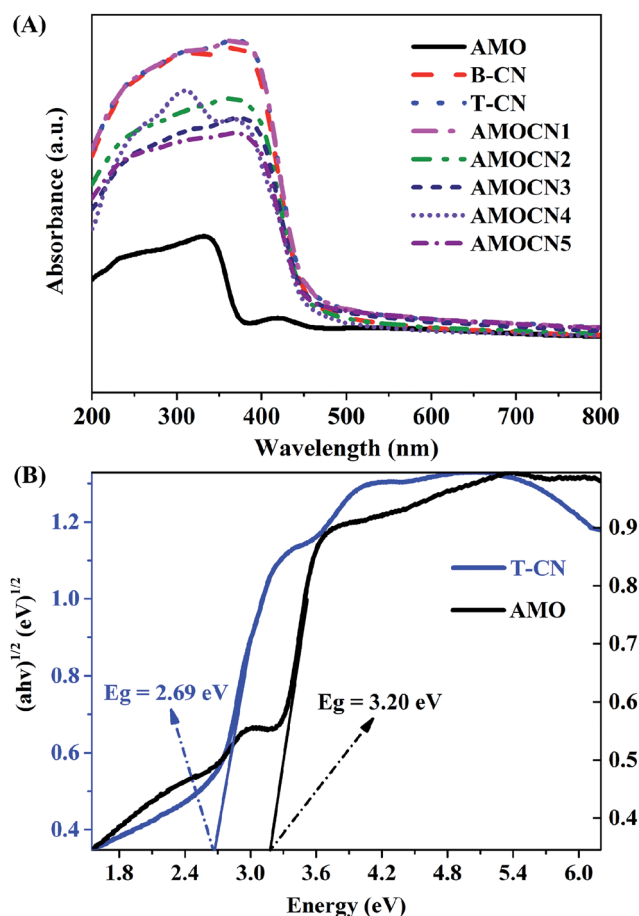 (A)
Absorbance (a.u.)
AMO
B-CN
T-CN
AMOCN1
AMOCN2
AMOCN3
AMOCN4
AMOCN5
200 300 400 500 600 700 800
Wavelength (nm)
(B)
(ahv)1/2 (eV)1/2
1.2
1.0
0.8
0.6
0.4
0.9
0.8
0.7
0.6
0.5
0.4
T-CN
AMO
Eg = 2.69 eV
Eg = 3.20 eV
1.8 2.4 3.0 3.6 4.2 4.8 5.4 6.0
Energy (eV)